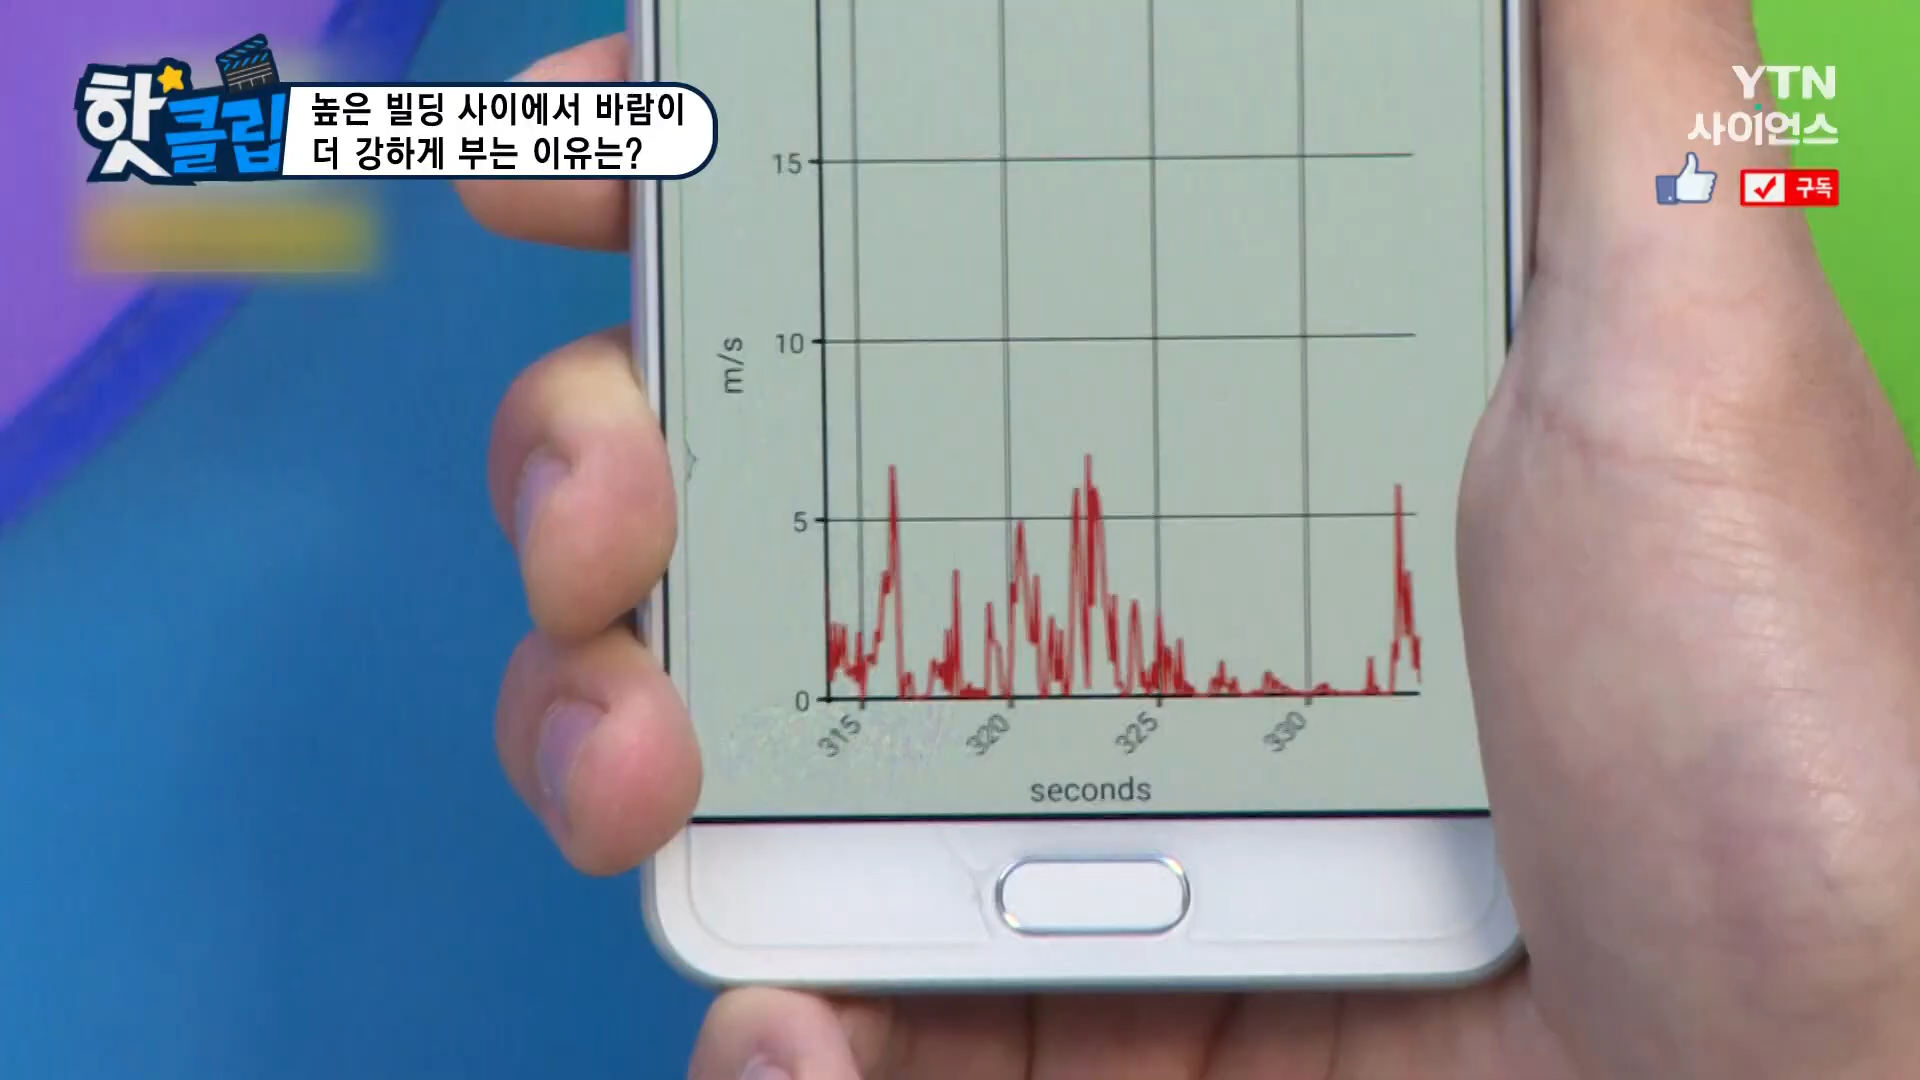 핫클립
높은 빌딩 사이에서 바람이
더 강하게 부는 이유는?
YTN
사이언스
구독
15
10
m/s
5
0
315
320
325
330
seconds